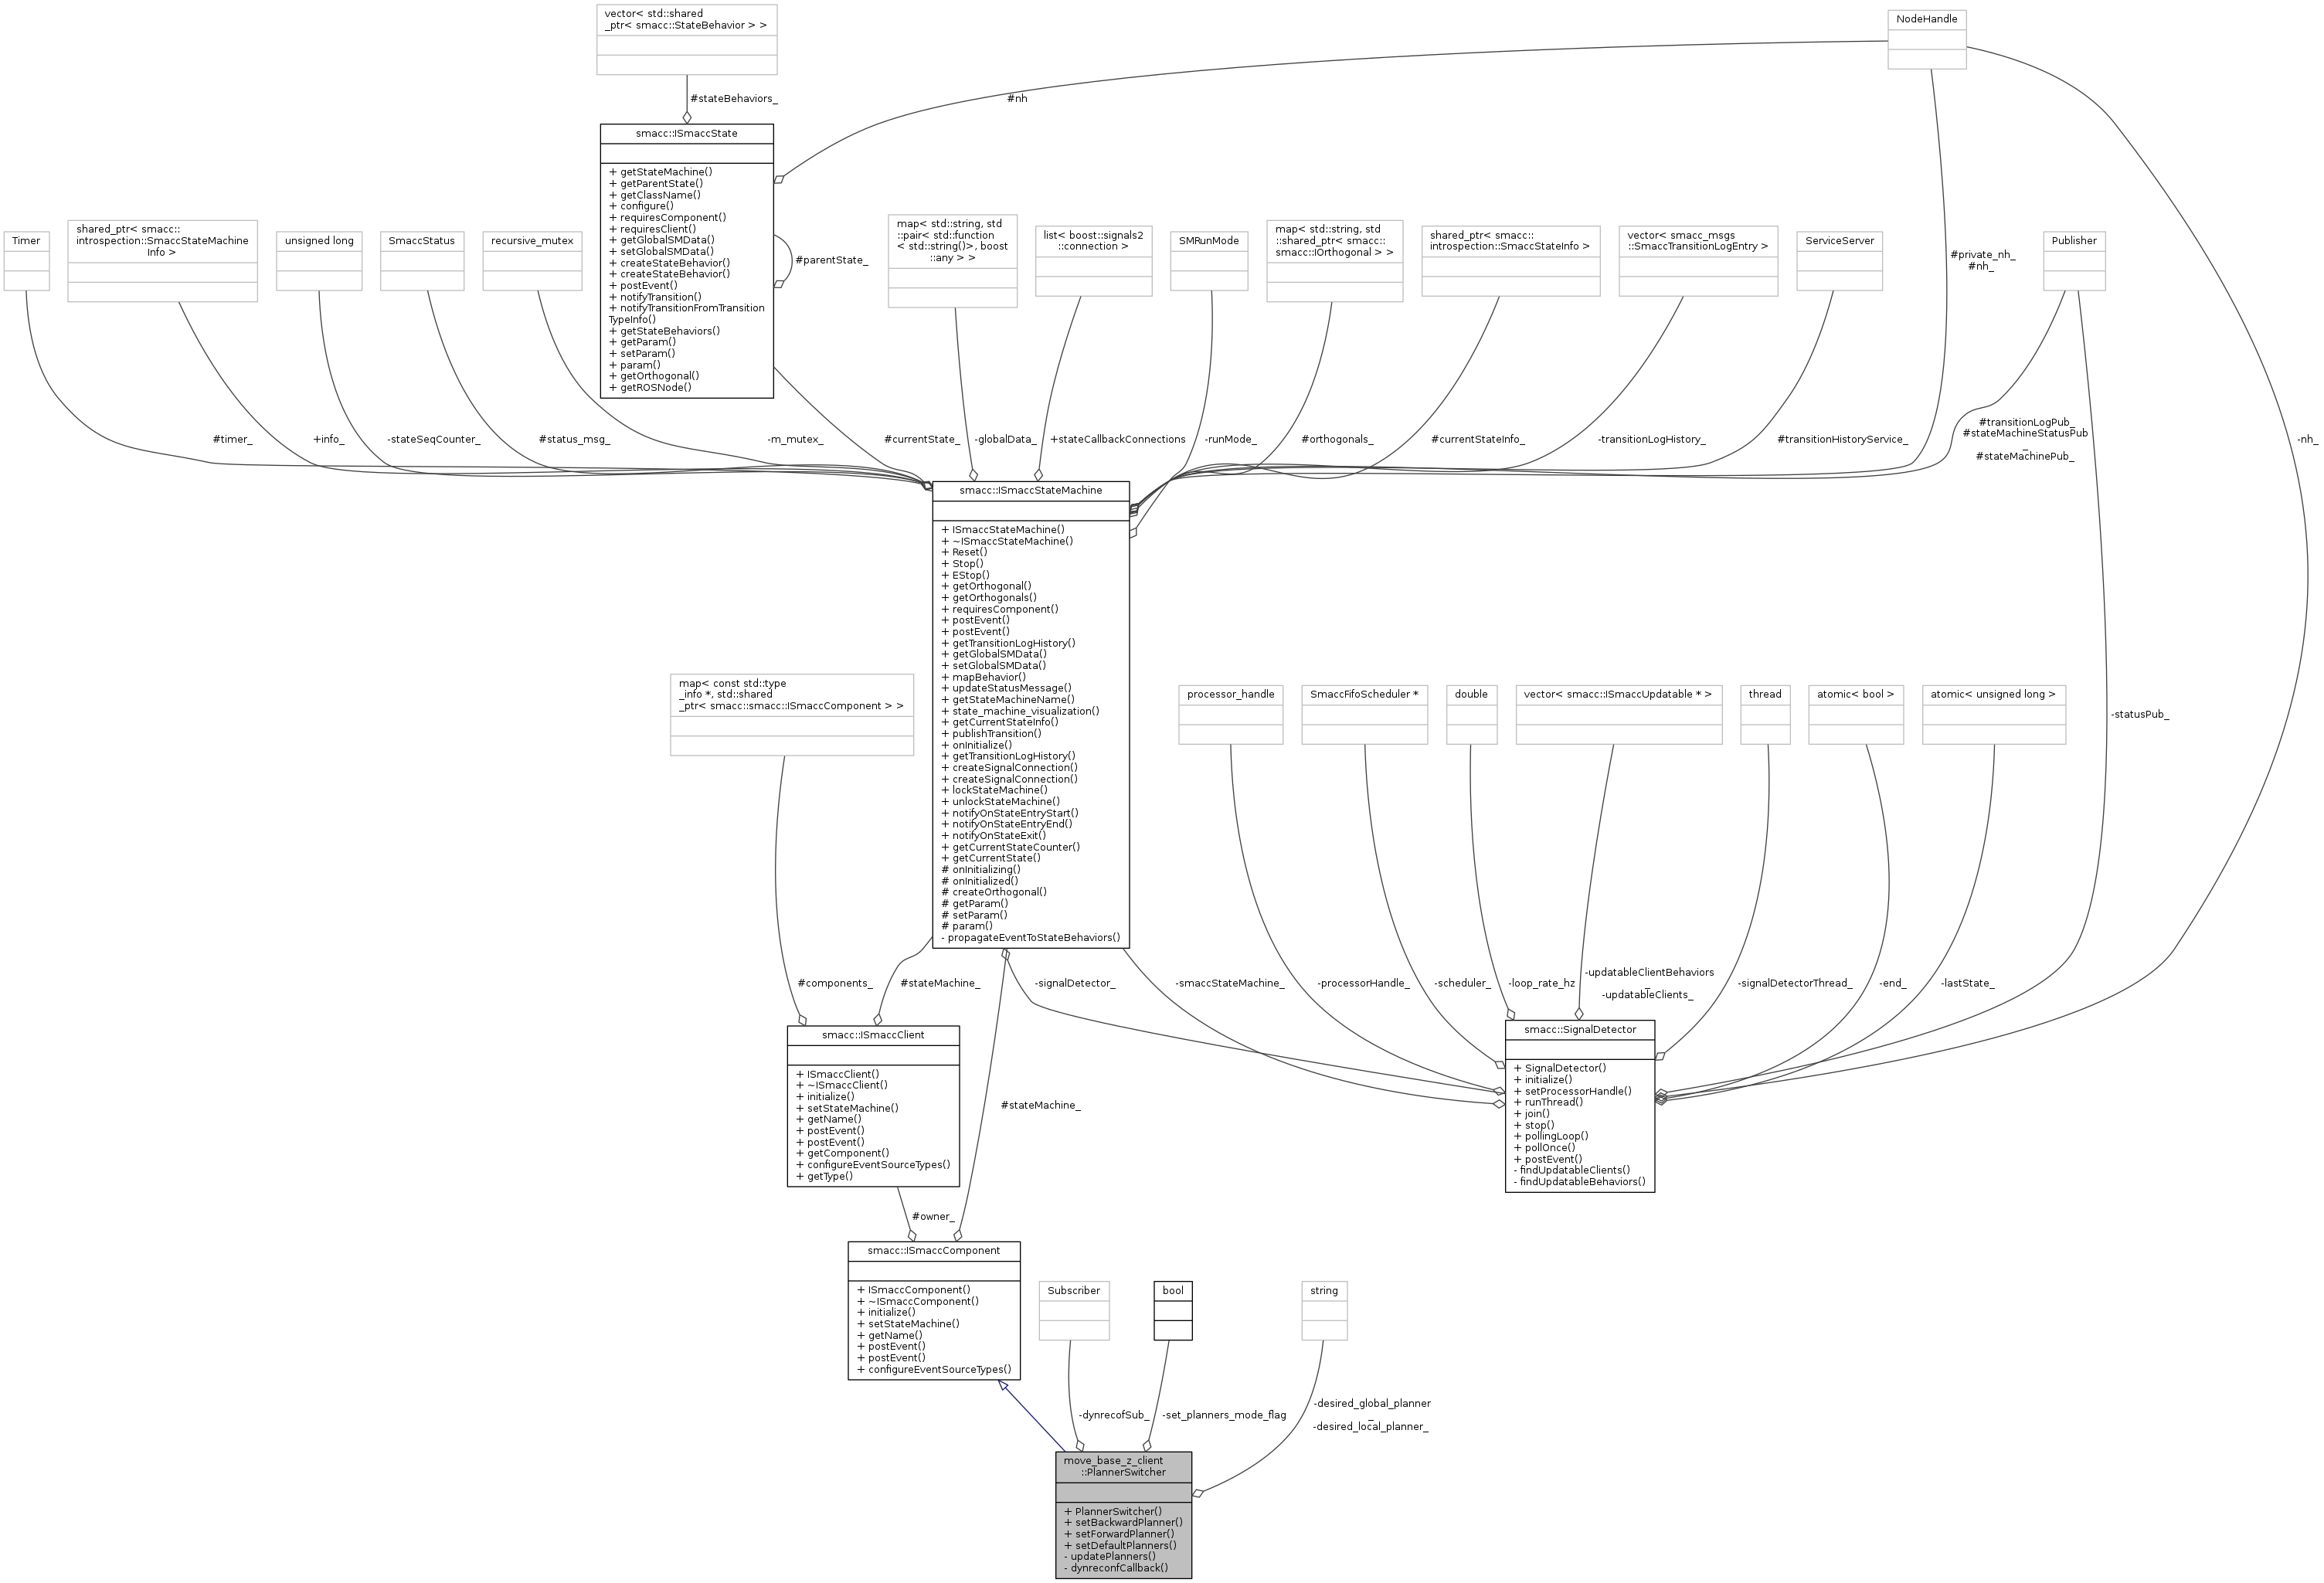 vector< std::shared
_ptr< smacc::StateBehavior > >
NodeHandle
#stateBehaviors_
#nh
smacc::ISmaccState
+ getStateMachine()
+ getParentState()
+ getClassName()
+ configure()
+ requiresComponent()
+ requiresClient()
+ getGlobalSMData()
+ setGlobalSMData()
+ createStateBehavior()
+ createStateBehavior()
+ postEvent()
+ notifyTransition()
+ notifyTransitionFromTransition
TypeInfo()
+ getStateBehaviors()
+ getParam()
+ setParam()
+ param()
+ getOrthogonal()
+ getROSNode()
#parentState_
Timer
shared_ptr< smacc::
introspection::SmaccStateMachine
Info >
unsigned long
SmaccStatus
recursive_mutex
map< std::string, std
::pair< std::function
< std::string()>, boost
::any > >
list< boost::signals2
::connection >
SMRunMode
map< std::string, std
::shared_ptr< smacc::
smacc::IOrthogonal > >
shared_ptr< smacc::
introspection::SmaccStateInfo >
vector< smacc_msgs
::SmaccTransitionLogEntry >
ServiceServer
Publisher
#private_nh_
#nh_
#timer_
+info_
-stateSeqCounter_
#status_msg_
-m_mutex_
#currentState_
-globalData_
+stateCallbackConnections
-runMode_
#orthogonals_
#currentStateInfo_
-transitionLogHistory_
#transitionHistoryService_
#transitionLogPub_
#stateMachineStatusPub
_
#stateMachinePub_
-nh_
smacc::ISmaccStateMachine
+ ISmaccStateMachine()
+ ~ISmaccStateMachine()
+ Reset()
+ Stop()
+ EStop()
+ getOrthogonal()
+ getOrthogonals()
+ requiresComponent()
+ postEvent()
+ postEvent()
+ getTransitionLogHistory()
+ getGlobalSMData()
+ setGlobalSMData()
+ mapBehavior()
+ updateStatusMessage()
+ getStateMachineName()
+ state_machine_visualization()
+ getCurrentStateInfo()
+ publishTransition()
+ onInitialize()
+ getTransitionLogHistory()
+ createSignalConnection()
+ createSignalConnection()
+ lockStateMachine()
+ unlockStateMachine()
+ notifyOnStateEntryStart()
+ notifyOnStateEntryEnd()
+ notifyOnStateExit()
+ getCurrentStateCounter()
+ getCurrentState()
# onInitializing()
# onInitialized()
# createOrthogonal()
# getParam()
# setParam()
# param()
- propagateEventToStateBehaviors()
map< const std::type
_info *, std::shared
_ptr< smacc::smacc::ISmaccComponent > >
processor_handle
SmaccFifoScheduler *
double
vector< smacc::ISmaccUpdatable * >
thread
atomic< bool >
atomic< unsigned long >
-statusPub_
#components_
#stateMachine_
-signalDetector_
-smaccStateMachine_
-processorHandle_
-scheduler_
-loop_rate_hz
-updatableClientBehaviors
_
-updatableClients_
-signalDetectorThread_
-end_
-lastState_
smacc::ISmaccClient
+ ISmaccClient()
+ ~ISmaccClient()
+ initialize()
+ setStateMachine()
+ getName()
+ postEvent()
+ postEvent()
+ getComponent()
+ configureEventSourceTypes()
+ getType()
#stateMachine_
smacc::SignalDetector
+ SignalDetector()
+ initialize()
+ setProcessorHandle()
+ runThread()
+ join()
+ stop()
+ pollingLoop()
+ pollOnce()
+ postEvent()
- findUpdatableClients()
- findUpdatableBehaviors()
#owner_
smacc::ISmaccComponent
+ ISmaccComponent()
+ ~ISmaccComponent()
+ initialize()
+ setStateMachine()
+ getName()
+ postEvent()
+ postEvent()
+ configureEventSourceTypes()
Subscriber
bool
string
-dynrecofSub_
-set_planners_mode_flag
-desired_global_planner
_
-desired_local_planner_
move_base_z_client
::PlannerSwitcher
+ PlannerSwitcher()
+ setBackwardPlanner()
+ setForwardPlanner()
+ setDefaultPlanners()
- updatePlanners()
- dynreconfCallback()